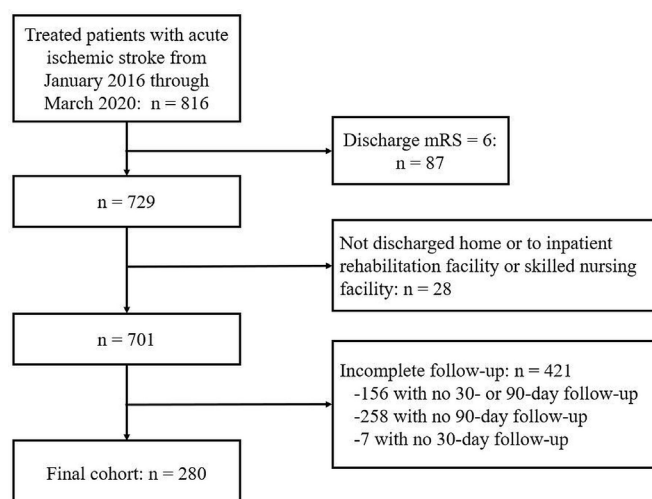 Treated patients with acute
ischemic stroke from
January 2016 through
March 2020:  n = 816
Discharge mRS = 6:
n = 87
n = 729
Not discharged home or to inpatient
rehabilitation facility or skilled nursing
facility: n = 28
n = 701
Incomplete follow-up: n = 421
-156 with no 30- or 90-day follow-up
-258 with no 90-day follow-up
-7 with no 30-day follow-up
Final cohort: n = 280